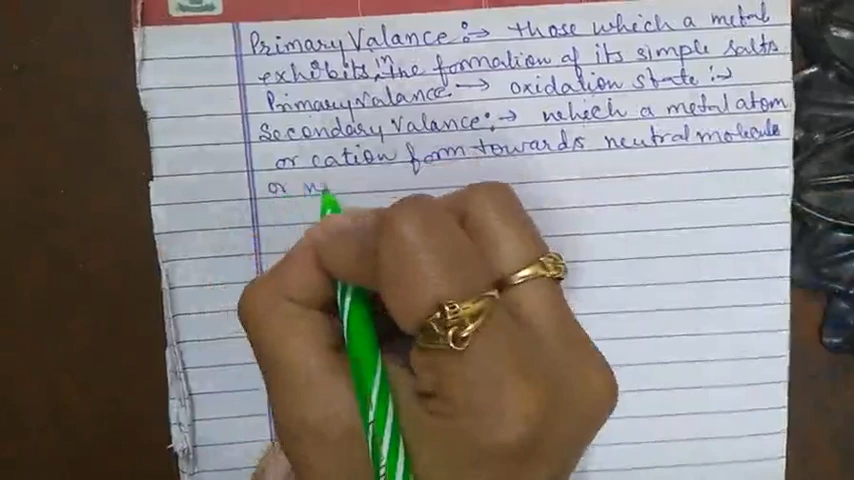 Primary Valance :→ those which a metal
exhibits in the formation of its simple salts
Primary valance → oxidation state :→
Secondary Valance :→ which a metal atom
or cation form towards neutral molecule
or n